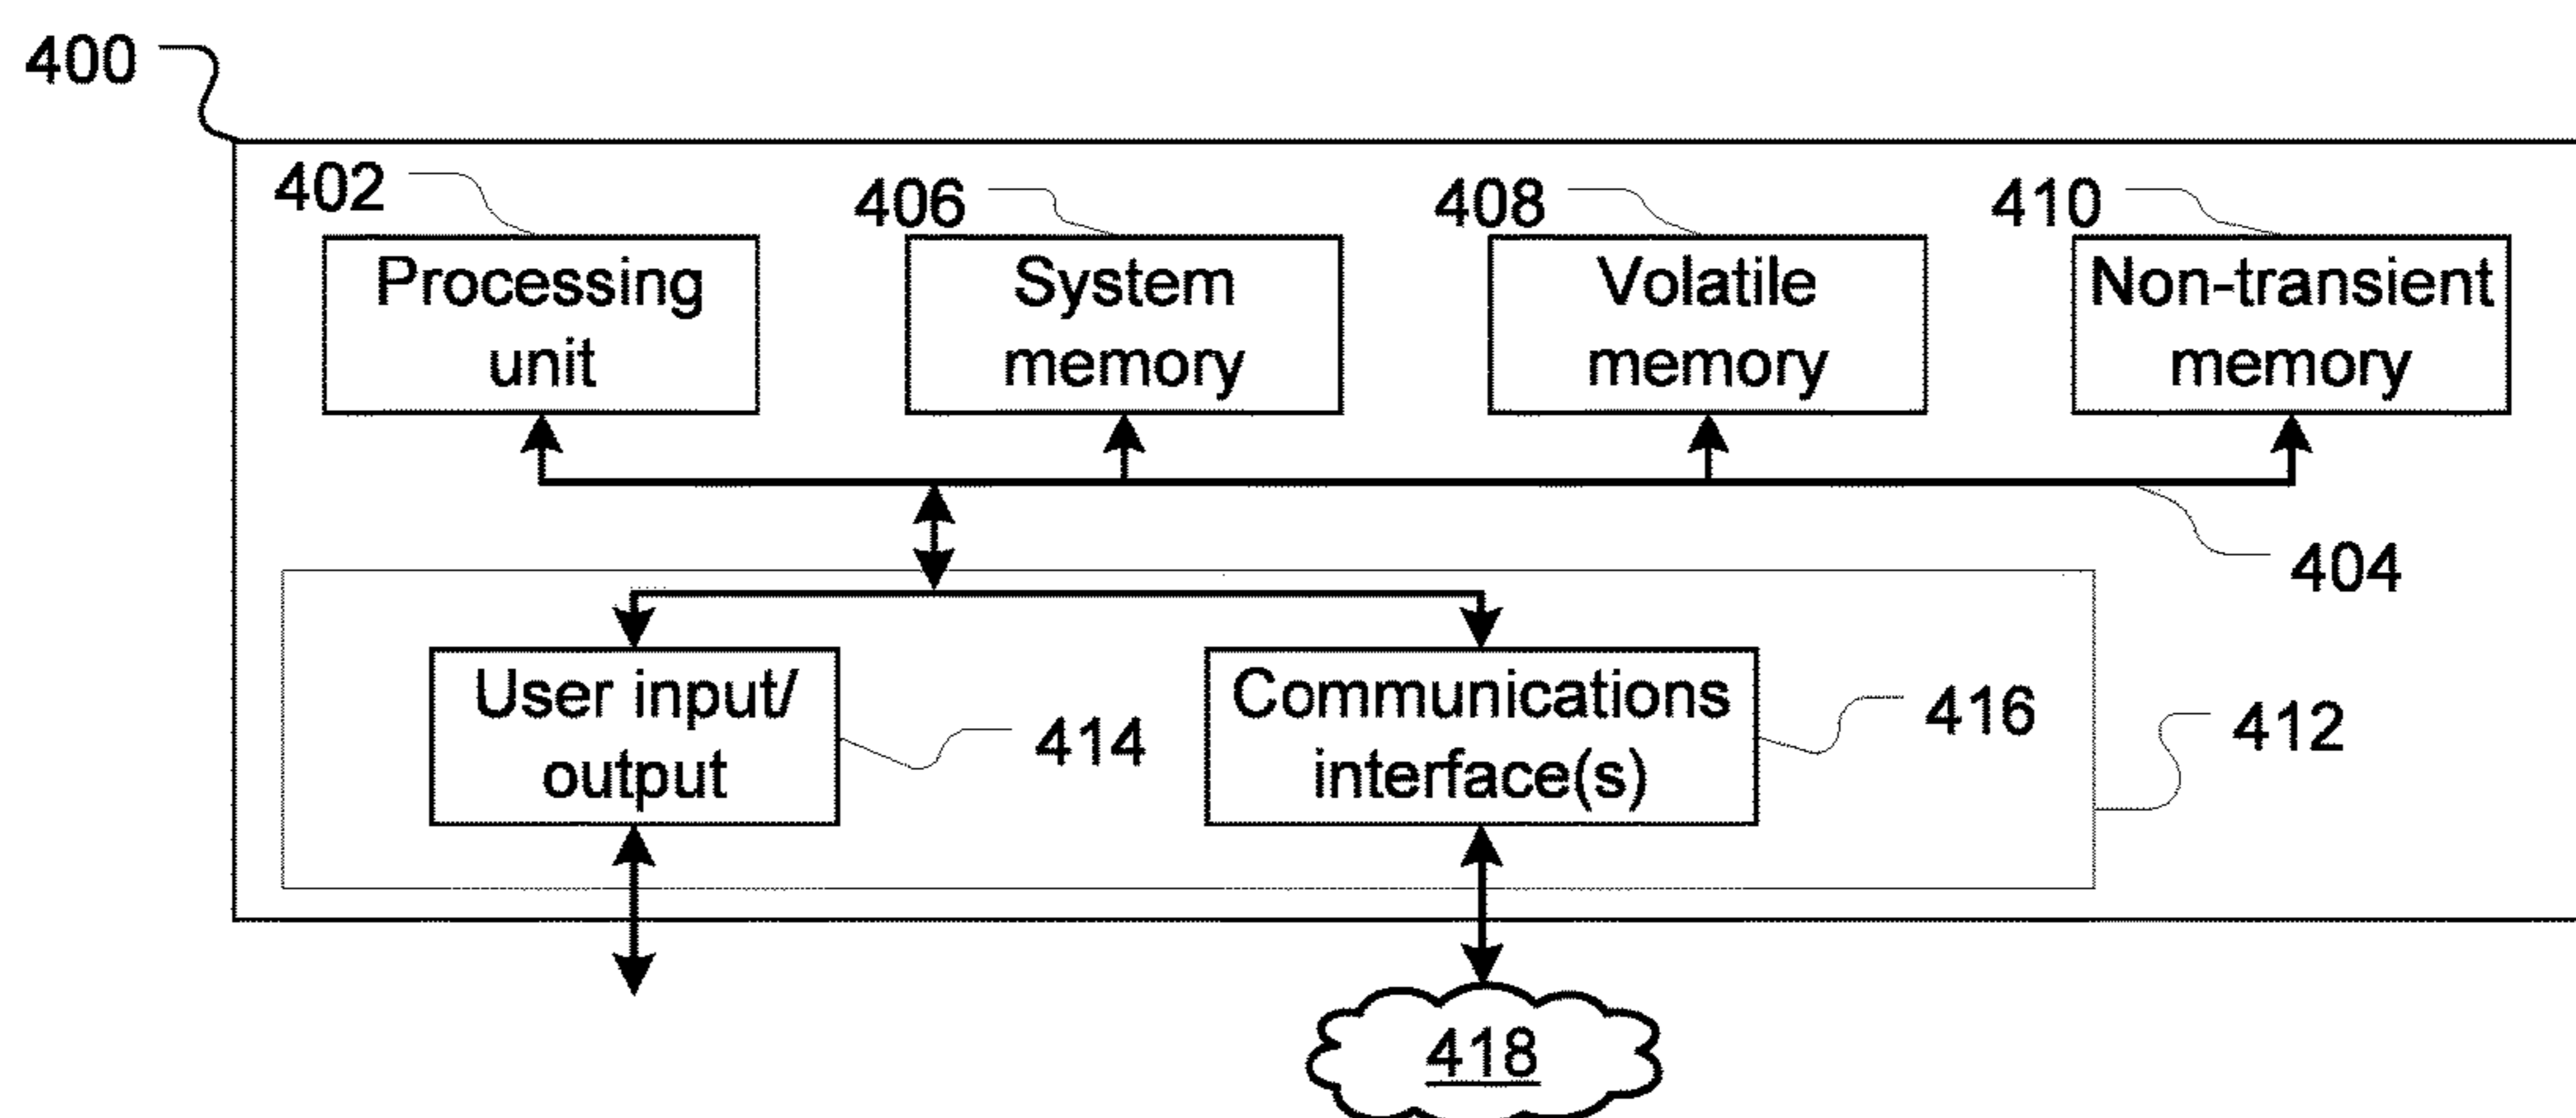 400
402
406
408
410
Processing
unit
System
memory
Volatile
memory
Non-transient
memory
404
User input/
output
414
Communications
interface(s)
416
412
418